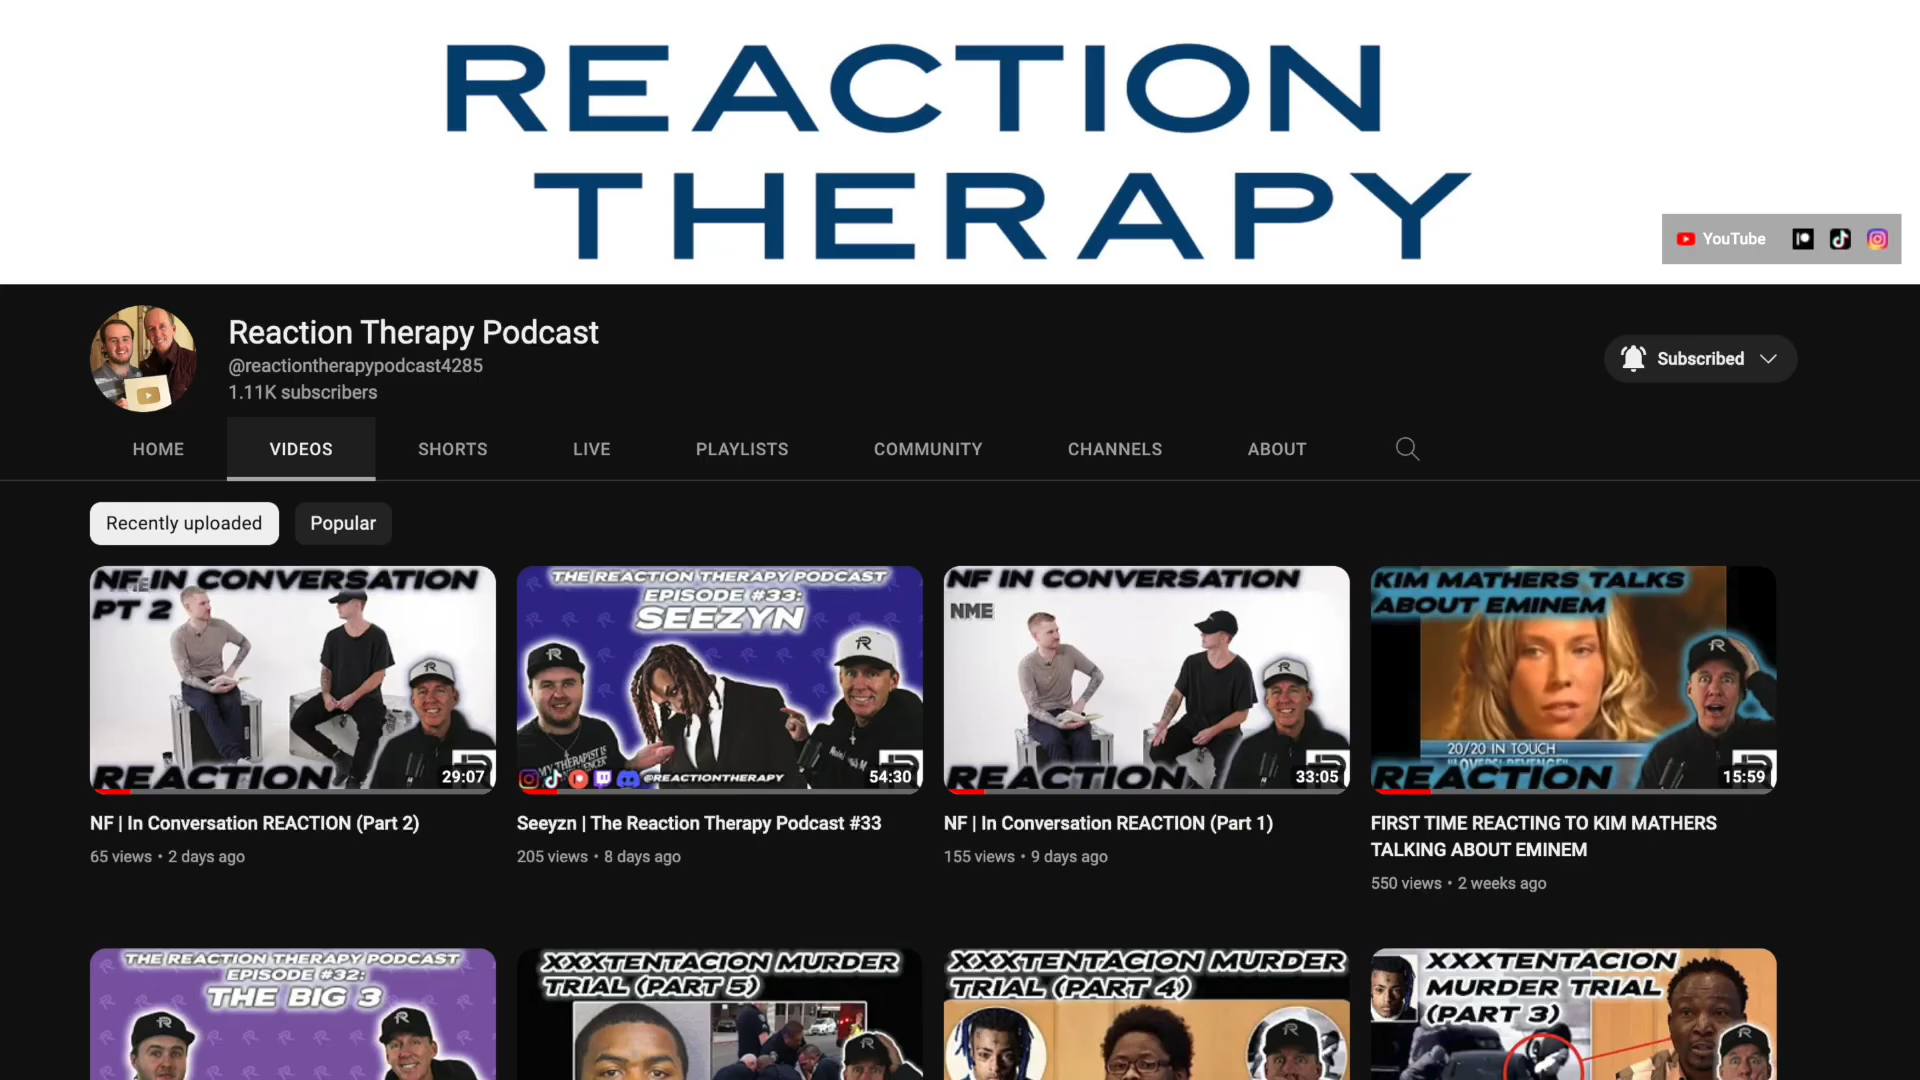 REACTION
THERAPY
YouTube
Reaction Therapy Podcast
@reactiontherapypodcast4285
1.11K subscribers
Subscribed
HOME
VIDEOS
SHORTS
LIVE
PLAYLISTS
COMMUNITY
CHANNELS
ABOUT
Recently uploaded
Popular
NF IN CONVERSATION
PT 2
REACTION
29:07
THE REACTION THERAPY PODCAST
EPISODE #33:
SEEZYN
MY THERAPIST IS
@REACTIONTHERAPY
54:30
NF IN CONVERSATION
NME
REACTION
33:05
KIM MATHERS TALKS
ABOUT EMINEM
20/20 IN TOUCH
REACTION
15:59
NF | In Conversation REACTION (Part 2)
65 views • 2 days ago
Seeyzn | The Reaction Therapy Podcast #33
205 views • 8 days ago
NF | In Conversation REACTION (Part 1)
155 views • 9 days ago
FIRST TIME REACTING TO KIM MATHERS
TALKING ABOUT EMINEM
550 views • 2 weeks ago
THE REACTION THERAPY PODCAST
EPISODE #32:
THE BIG 3
XXXTENTACION MURDER
TRIAL (PART 5)
XXXTENTACION MURDER
TRIAL (PART 4)
XXXTENTACION
MURDER TRIAL
(PART 3)